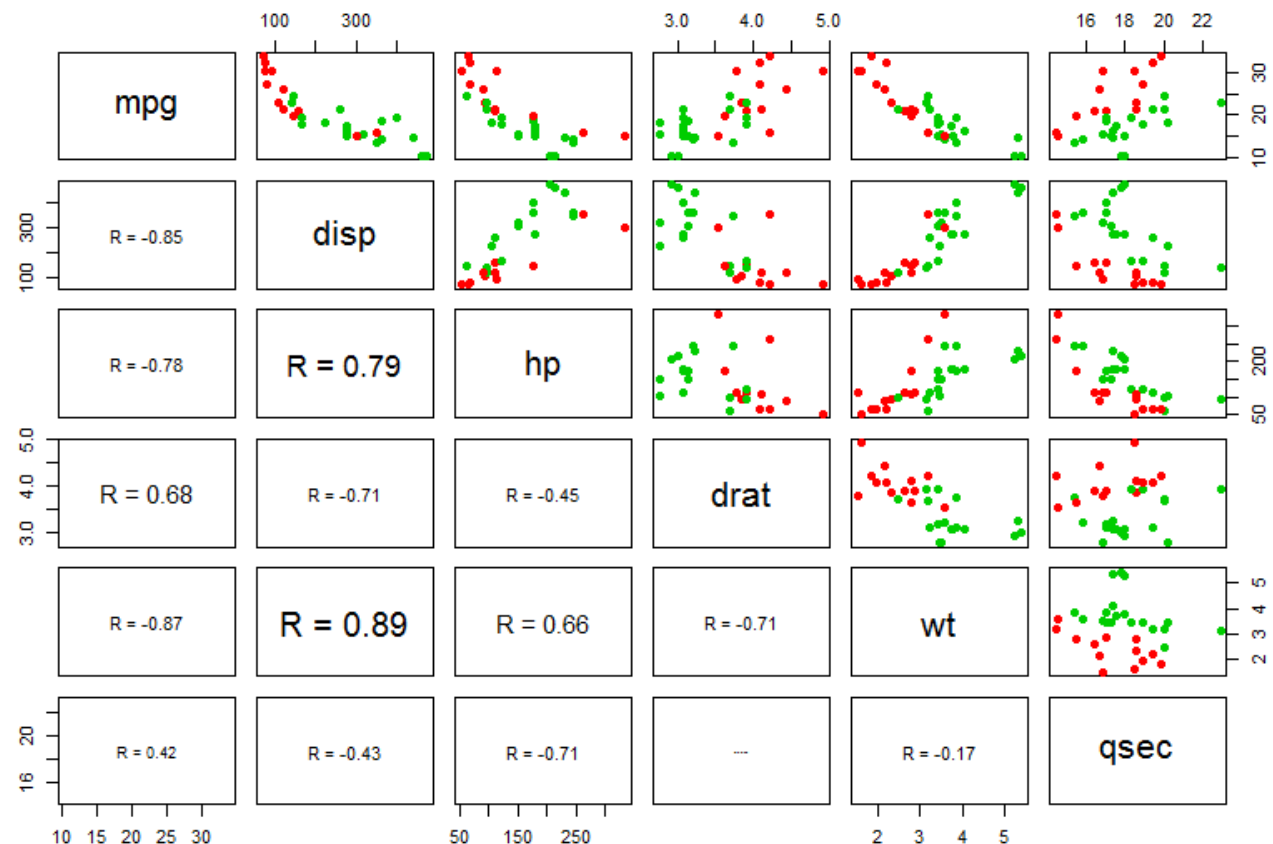 100 300 3.0 4.0 5.0 16 18 20 22
mpg
10 20 30
100 300
R = -0.85
disp
R = -0.78
R = 0.79
hp
50 200
3.0 4.0 5.0
R = 0.68
R = -0.71
R = -0.45
drat
R = -0.87
R = 0.89
R = 0.66
R = -0.71
wt
2 3 4 5
16 20
R = 0.42
R = -0.43
R = -0.71
R = -0.17
qsec
10 15 20 25 30 50 150 250 2 3 4 5